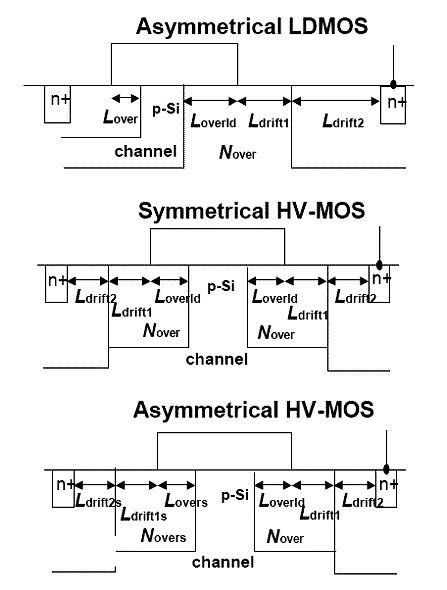 Asymmetrical LDMOS
n+ n+
Lover p-Si Loverld Ldrift1 Ldrift2
channel Nover
Symmetrical HV-MOS
n+ p-Si n+
Ldrift2 Loverld Loverld Ldrift2
Ldrift1 Ldrift1
Nover Nover
channel
Asymmetrical HV-MOS
n+ p-Si n+
Ldrift2s Lovers Loverld Ldrift2
Ldrift1s Ldrift1
Novers Nover
channel